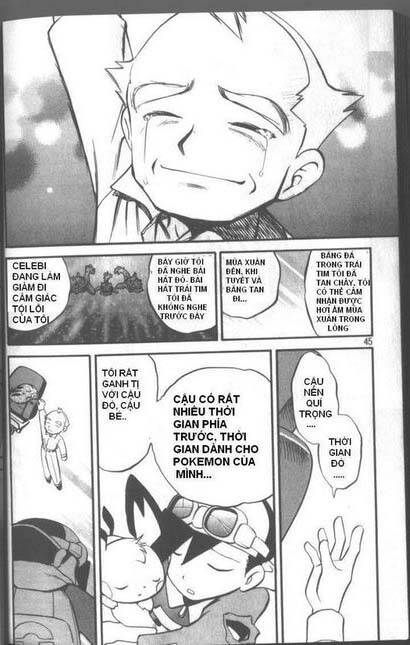 BĂNG ĐÁ
TRONG TRÁI
TIM TÔI ĐÃ
TAN CHẢY, TÔI
CÓ THỂ CẢM
NHẬN ĐƯỢC
HƠI ẤM MÙA
XUÂN TRONG
LÒNG
MÙA XUÂN
ĐẾN, KHI
TUYẾT VÀ
BĂNG TAN
ĐI...
BÂY GIỜ TÔI
ĐÃ NGHE BÀI
HÁT ĐÓ. BÀI
HÁT TRÁI TIM
TÔI ĐÃ
KHÔNG NGHE
TRƯỚC ĐÂY
CELEBI
ĐANG LÀM
GIẢM ĐI
CẢM GIÁC
TỘI LỖI
CỦA TÔI
45
CẬU
NÊN
QUÍ
TRỌNG
....
THỜI
GIAN
ĐÓ
.....
CẬU CÓ RẤT
NHIỀU THỜI
GIAN PHÍA
TRƯỚC, THỜI
GIAN DÀNH CHO
POKEMON CỦA
MÌNH...
TÔI RẤT
GANH TỊ
VỚI CẬU
ĐÓ, CẬU
BÉ..